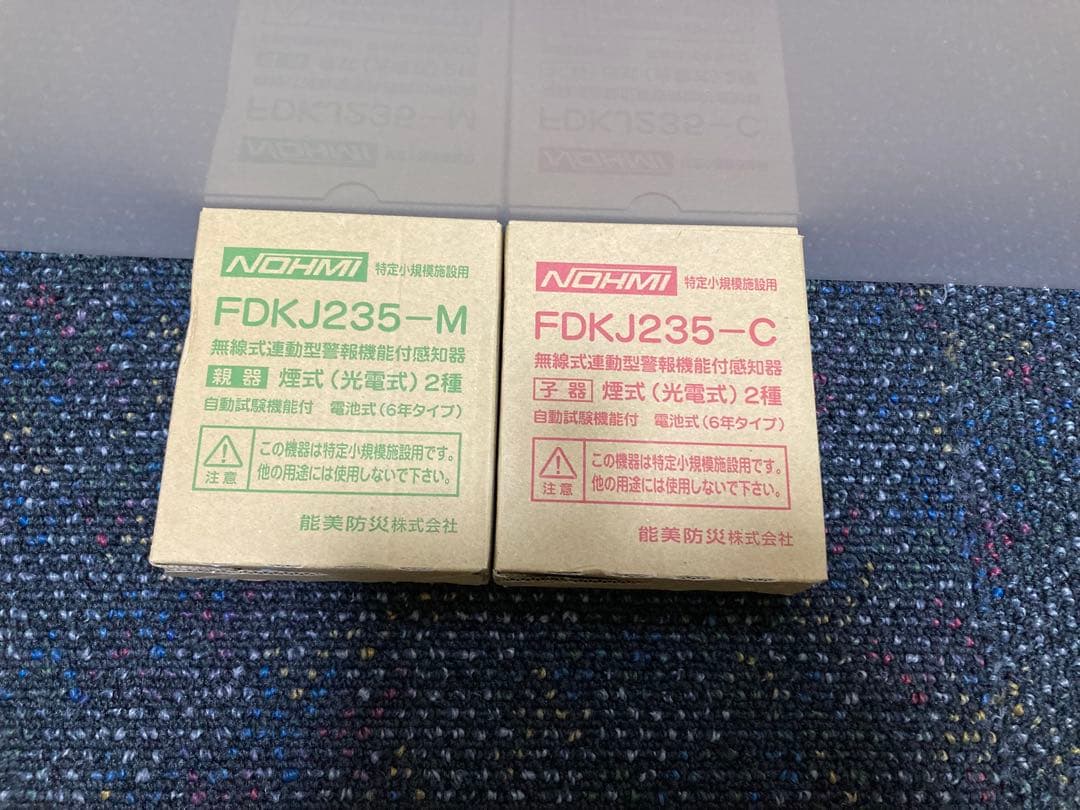 NOHMI 特定小規模施設用
FDKJ235-M
無線式連動型警報機能付感知器
親器 煙式(光電式)2種
自動試験機能付 電池式(6年タイプ)
注意
この機器は特定小規模施設用です。
他の用途には使用しないで下さい。
能美防災株式会社
NOHMI 特定小規模施設用
FDKJ235-C
無線式連動型警報機能付感知器
子器 煙式(光電式)2種
自動試験機能付 電池式(6年タイプ)
注意
この機器は特定小規模施設用です。
他の用途には使用しないで下さい。
能美防災株式会社